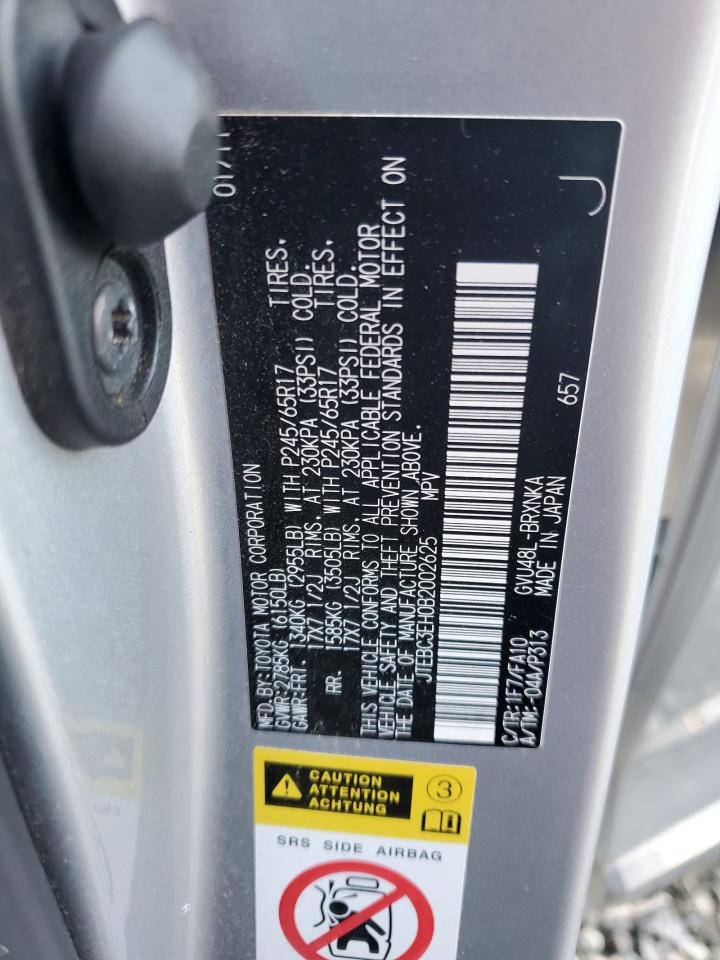 MFD.BY:TOYOTA MOTOR CORPORATION 01/11
GVWR:2785KG (6150LB)
GAWR:FRT. 1340KG (2955LB) WITH P245/65R17 TIRES.
17X7 1/2J RIMS, AT 230KPA (33PSI) COLD.
RR. 1585KG (3505LB) WITH P245/65R17 TIRES.
17X7 1/2J RIMS, AT 230KPA (33PSI) COLD.
THIS VEHICLE CONFORMS TO ALL APPLICABLE FEDERAL MOTOR
VEHICLE SAFETY AND THEFT PREVENTION STANDARDS IN EFFECT ON
THE DATE OF MANUFACTURE SHOWN ABOVE.
JTEBC3EH0B2002625 MPV
C/TR:1F7/FA10 GVU48L-BRXNKA 657
A/TM:-04A/P313 MADE IN JAPAN
J
CAUTION
ATTENTION
ACHTUNG
3
SRS SIDE AIRBAG